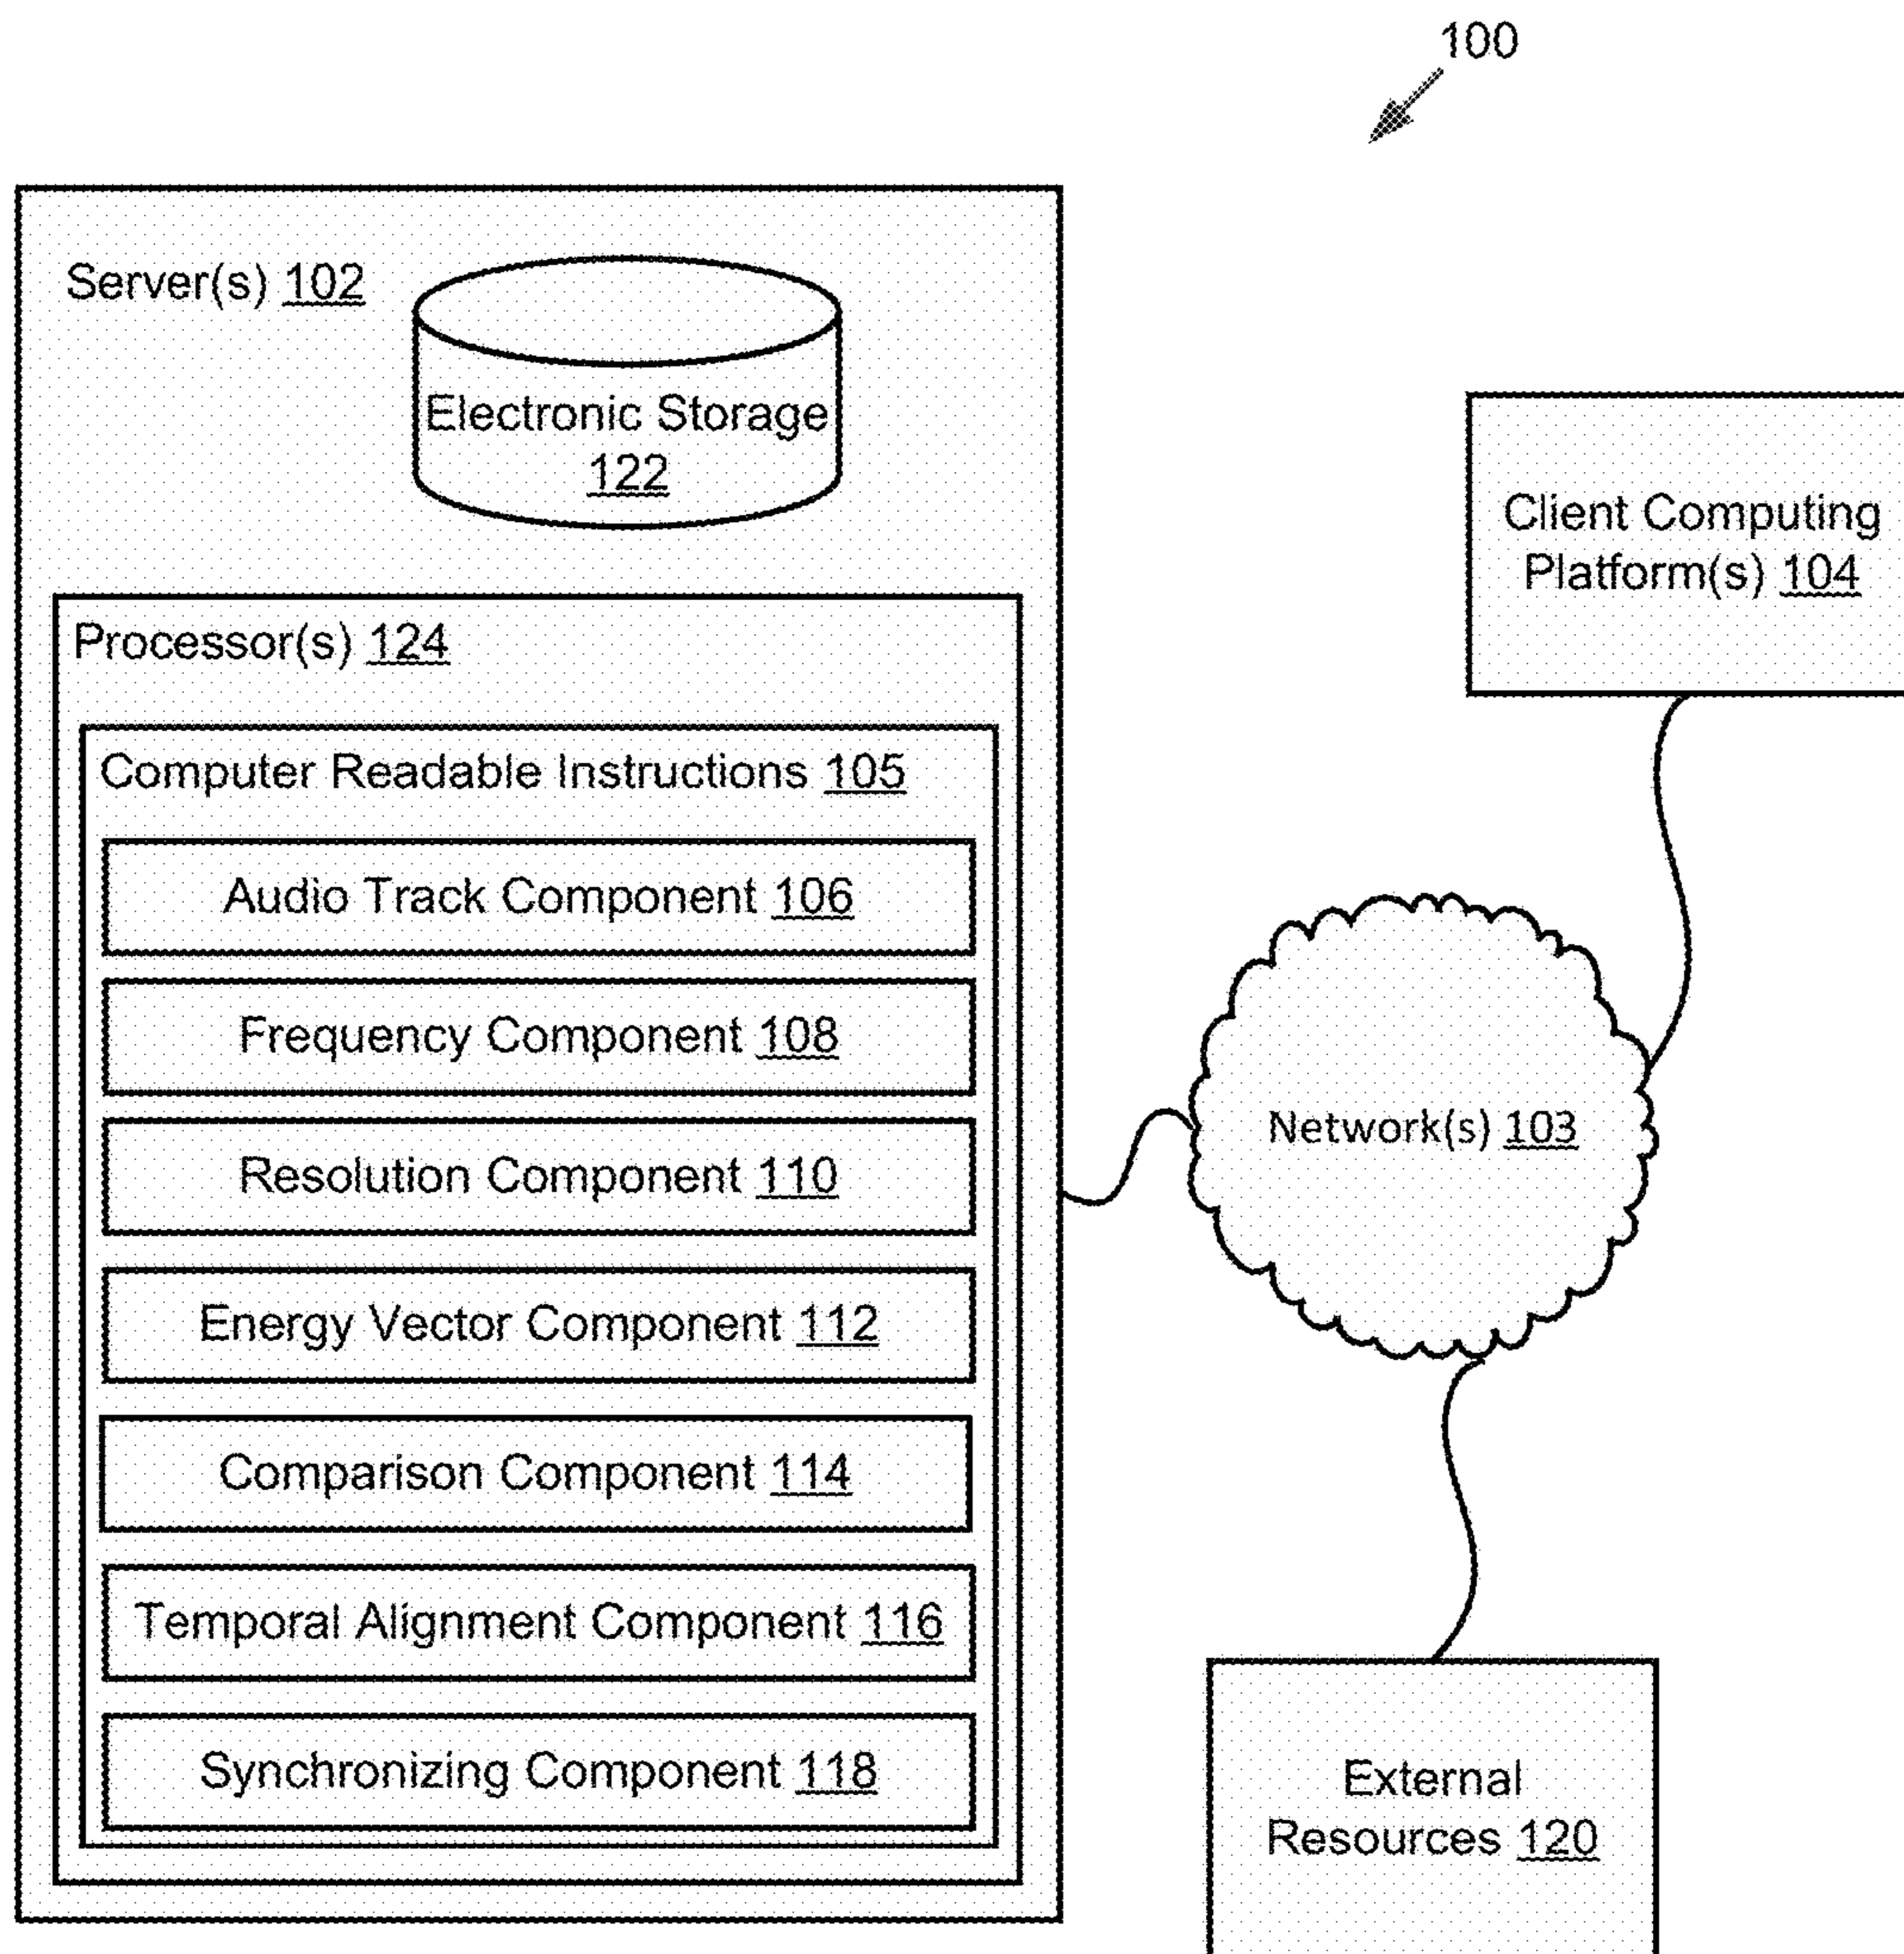 100
Server(s) 102
Electronic Storage
122
Processor(s) 124
Computer Readable Instructions 105
Audio Track Component 106
Frequency Component 108
Resolution Component 110
Energy Vector Component 112
Comparison Component 114
Temporal Alignment Component 116
Synchronizing Component 118
Client Computing
Platform(s) 104
Network(s) 103
External
Resources 120